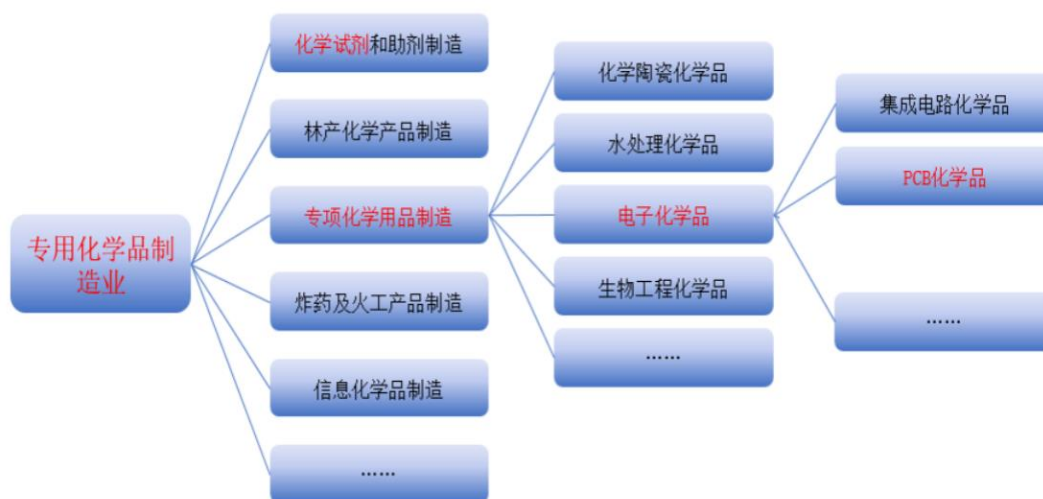 专用化学品制
造业
化学试剂和助剂制造
林产化学产品制造
专项化学用品制造
炸药及火工产品制造
信息化学品制造
……
化学陶瓷化学品
水处理化学品
电子化学品
生物工程化学品
……
集成电路化学品
PCB化学品
……